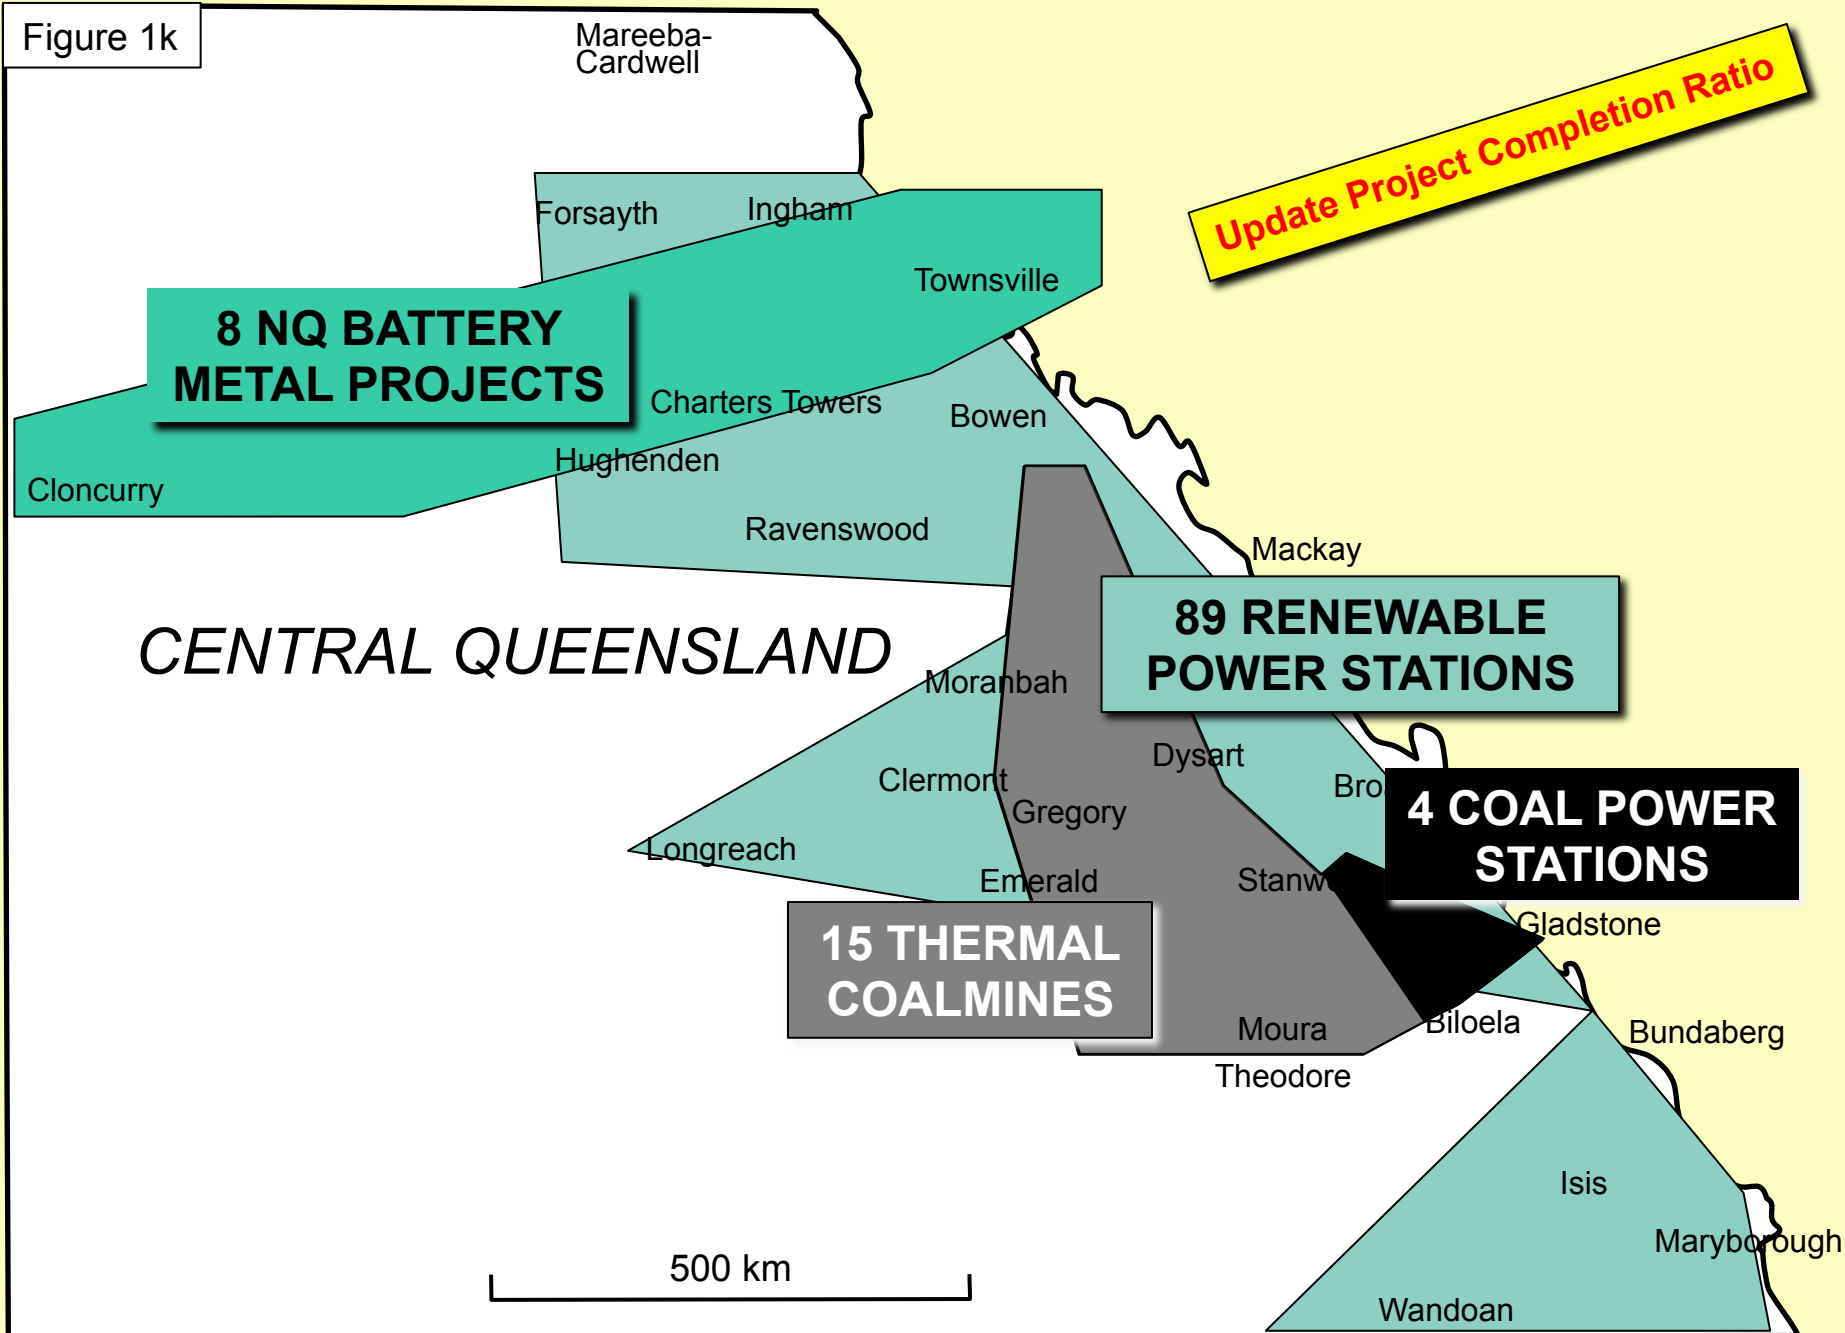 Figure 1k
Mareeba-
Cardwell
Update Project Completion Ratio
Forsayth
Ingham
Townsville
8 NQ BATTERY
METAL PROJECTS
Charters Towers
Bowen
Hughenden
Cloncurry
Ravenswood
Mackay
89 RENEWABLE
POWER STATIONS
CENTRAL QUEENSLAND
Moranbah
Dysart
Clermont
Gregory
4 COAL POWER
STATIONS
Longreach
Emerald
Gladstone
15 THERMAL
COALMINES
Moura
Biloela
Bundaberg
Theodore
Isis
Maryborough
500 km
Wandoan